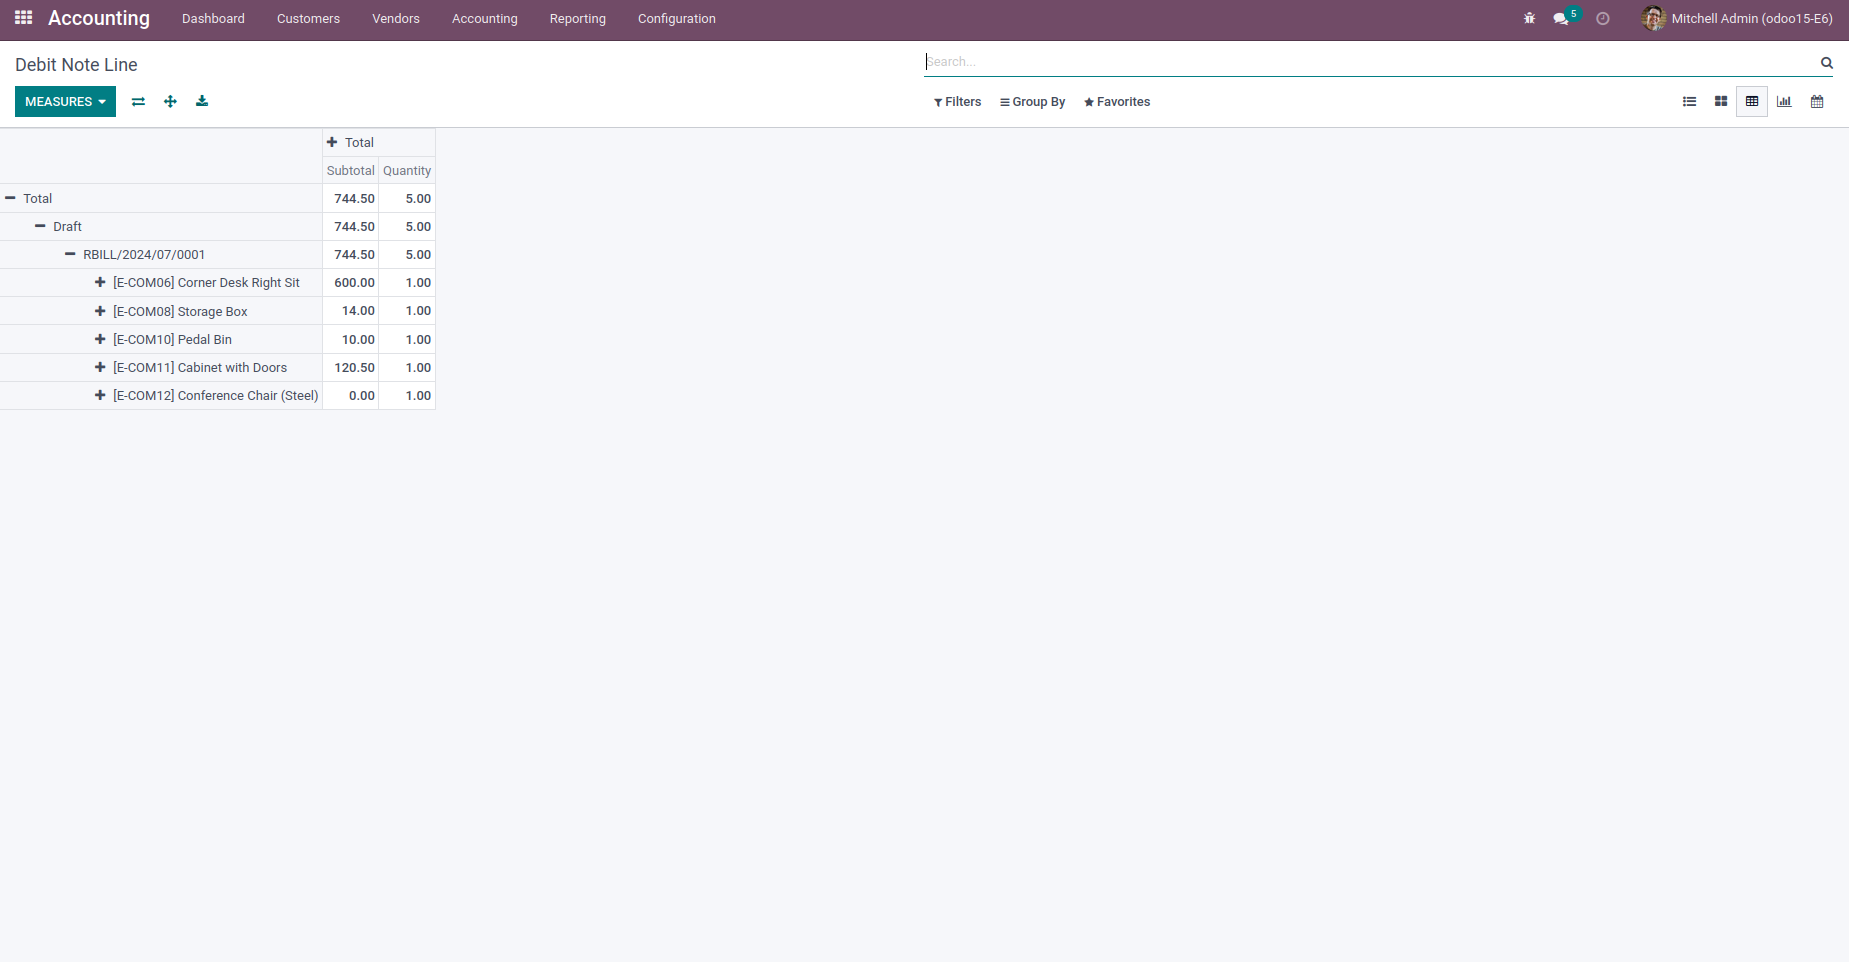 Accounting Dashboard Customers Vendors Accounting Reporting Configuration 5 Mitchell Admin (odoo15-E6)
Debit Note Line
Search...
MEASURES Filters Group By Favorites
Total
Subtotal Quantity
Total 744.50 5.00
Draft 744.50 5.00
RBILL/2024/07/0001 744.50 5.00
[E-COM06] Corner Desk Right Sit 600.00 1.00
[E-COM08] Storage Box 14.00 1.00
[E-COM10] Pedal Bin 10.00 1.00
[E-COM11] Cabinet with Doors 120.50 1.00
[E-COM12] Conference Chair (Steel) 0.00 1.00